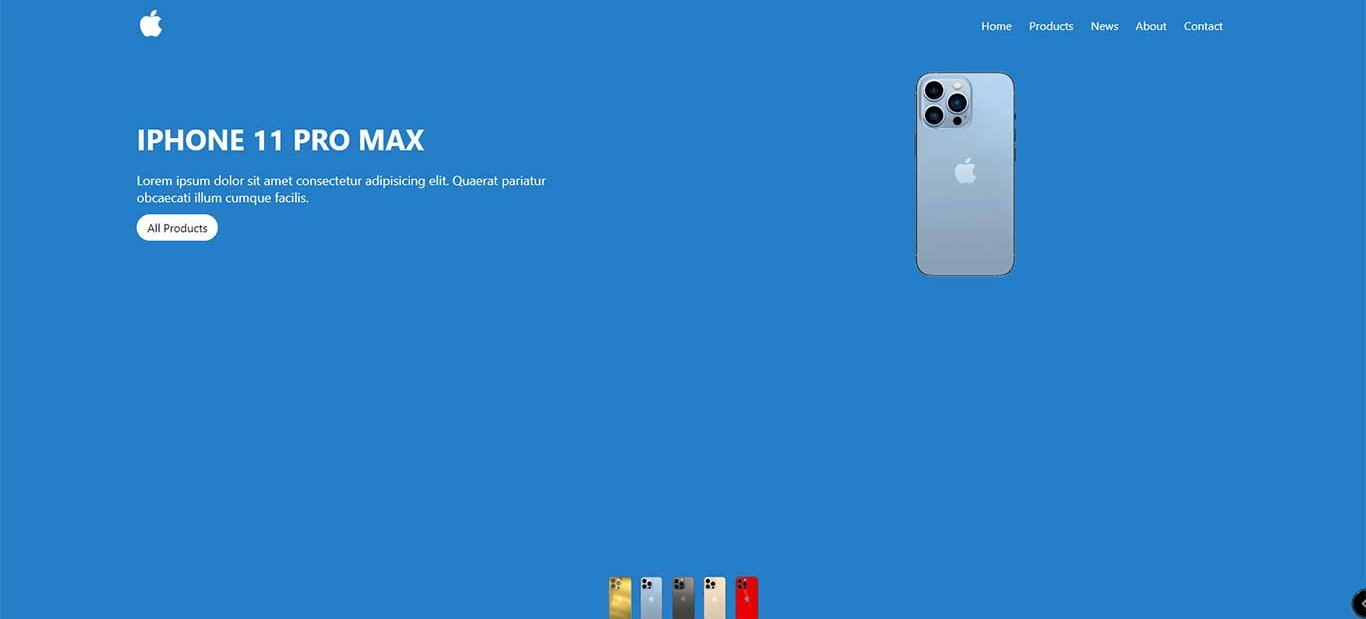 Home Products News About Contact
IPHONE 11 PRO MAX
Lorem ipsum dolor sit amet consectetur adipisicing elit. Quaerat pariatur
obcaecati illum cumque facilis.
All Products